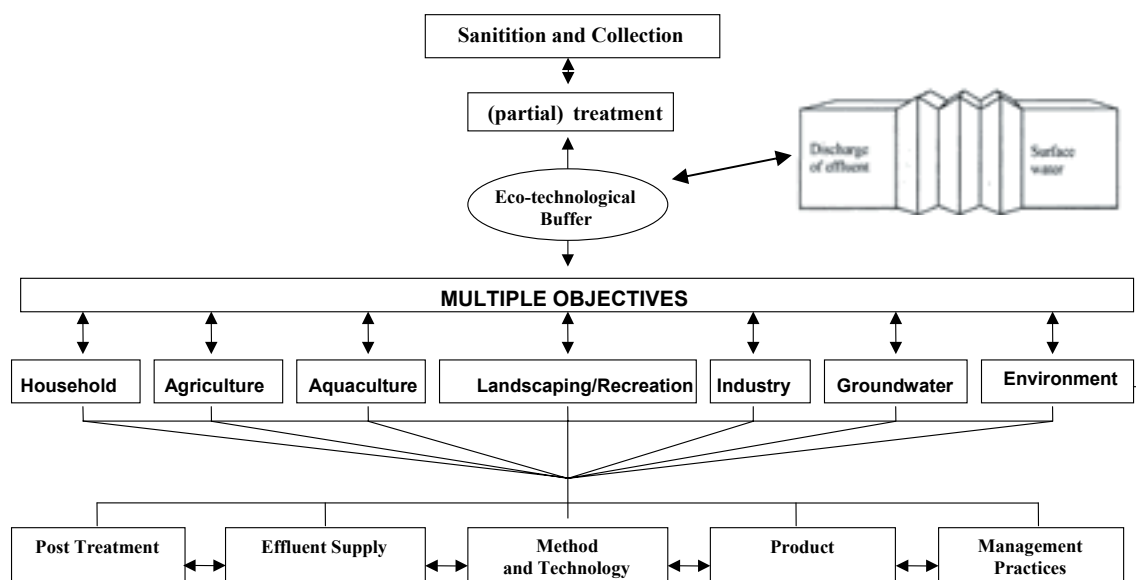 Sanitition and Collection
(partial) treatment
Discharge
of effluent
Surface
water
Eco-technological
Buffer
MULTIPLE OBJECTIVES
Household
Agriculture
Aquaculture
Landscaping/Recreation
Industry
Groundwater
Environment
Post Treatment
Effluent Supply
Method
and Technology
Product
Management
Practices